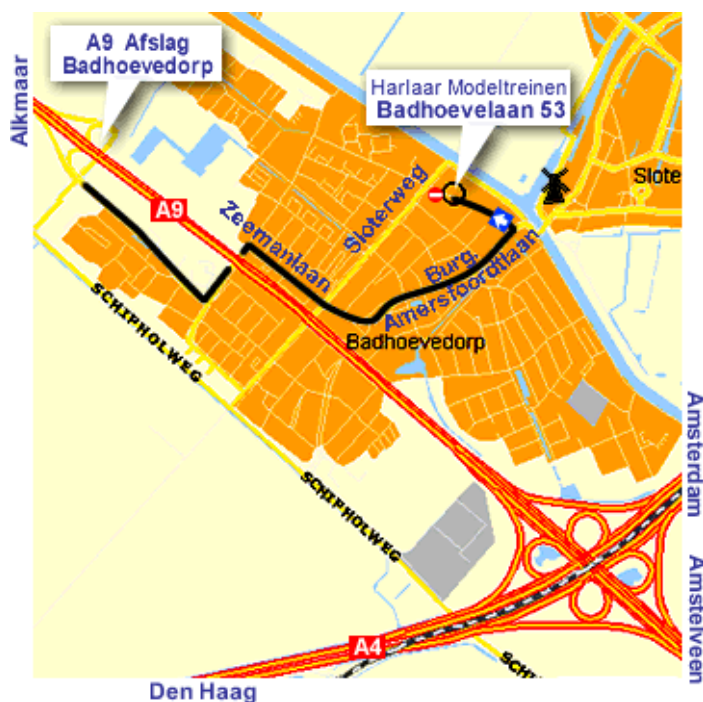 A9 Afslag
Badhoevedorp
Alkmaar
Harlaar Modeltreinen
Badhoevelaan 53
Slote
A9
Zeemanlaan
Sloterweg
Burg.
Amersfoordtlaan
Badhoevedorp
SCHIPHOLWEG
SCHIPHOLWEG
Amsterdam
Amstelveen
A4
SCHI
Den Haag